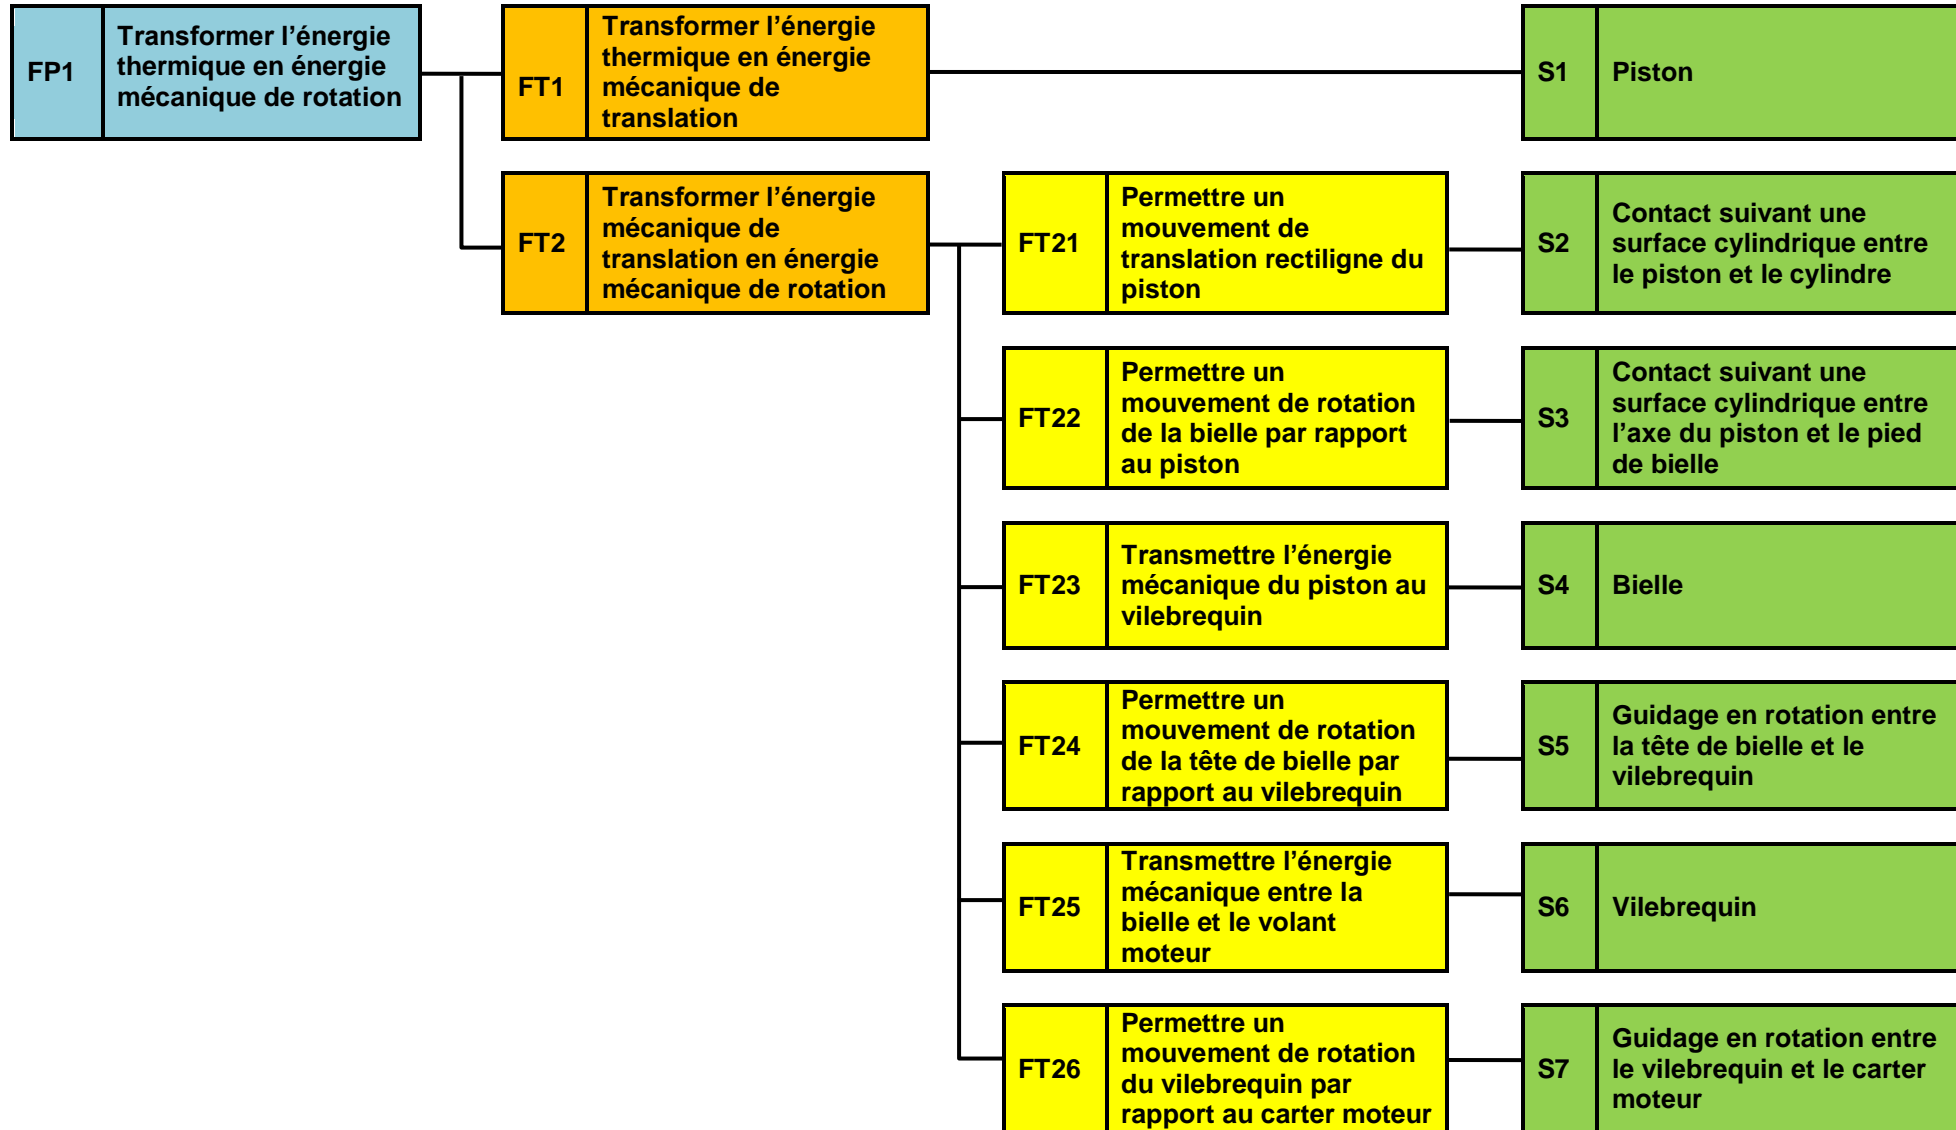 FP1
Transformer l’énergie
thermique en énergie
mécanique de rotation
FT1
Transformer l’énergie
thermique en énergie
mécanique de
translation
S1
Piston
FT2
Transformer l’énergie
mécanique de
translation en énergie
mécanique de rotation
FT21
Permettre un
mouvement de
translation rectiligne du
piston
S2
Contact suivant une
surface cylindrique entre
le piston et le cylindre
FT22
Permettre un
mouvement de rotation
de la bielle par rapport
au piston
S3
Contact suivant une
surface cylindrique entre
l’axe du piston et le pied
de bielle
FT23
Transmettre l’énergie
mécanique du piston au
vilebrequin
S4
Bielle
FT24
Permettre un
mouvement de rotation
de la tête de bielle par
rapport au vilebrequin
S5
Guidage en rotation entre
la tête de bielle et le
vilebrequin
FT25
Transmettre l’énergie
mécanique entre la
bielle et le volant
moteur
S6
Vilebrequin
FT26
Permettre un
mouvement de rotation
du vilebrequin par
rapport au carter moteur
S7
Guidage en rotation entre
le vilebrequin et le carter
moteur